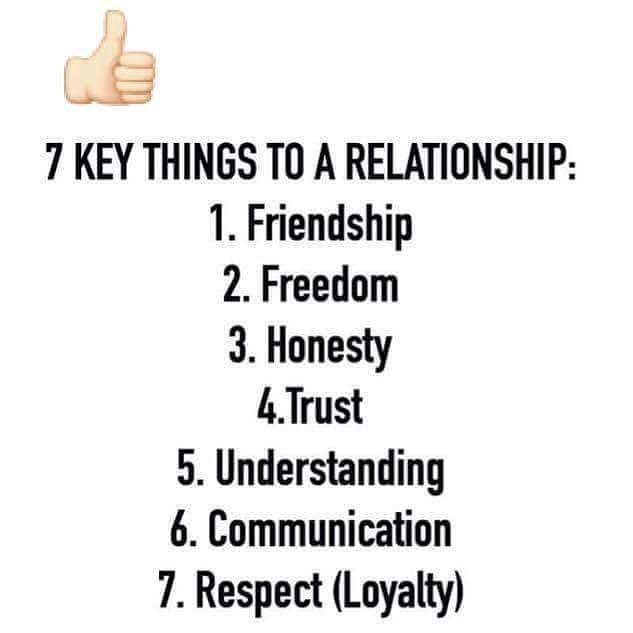 7 KEY THINGS TO A RELATIONSHIP:
1. Friendship
2. Freedom
3. Honesty
4.Trust
5. Understanding
6. Communication
7. Respect (Loyalty)